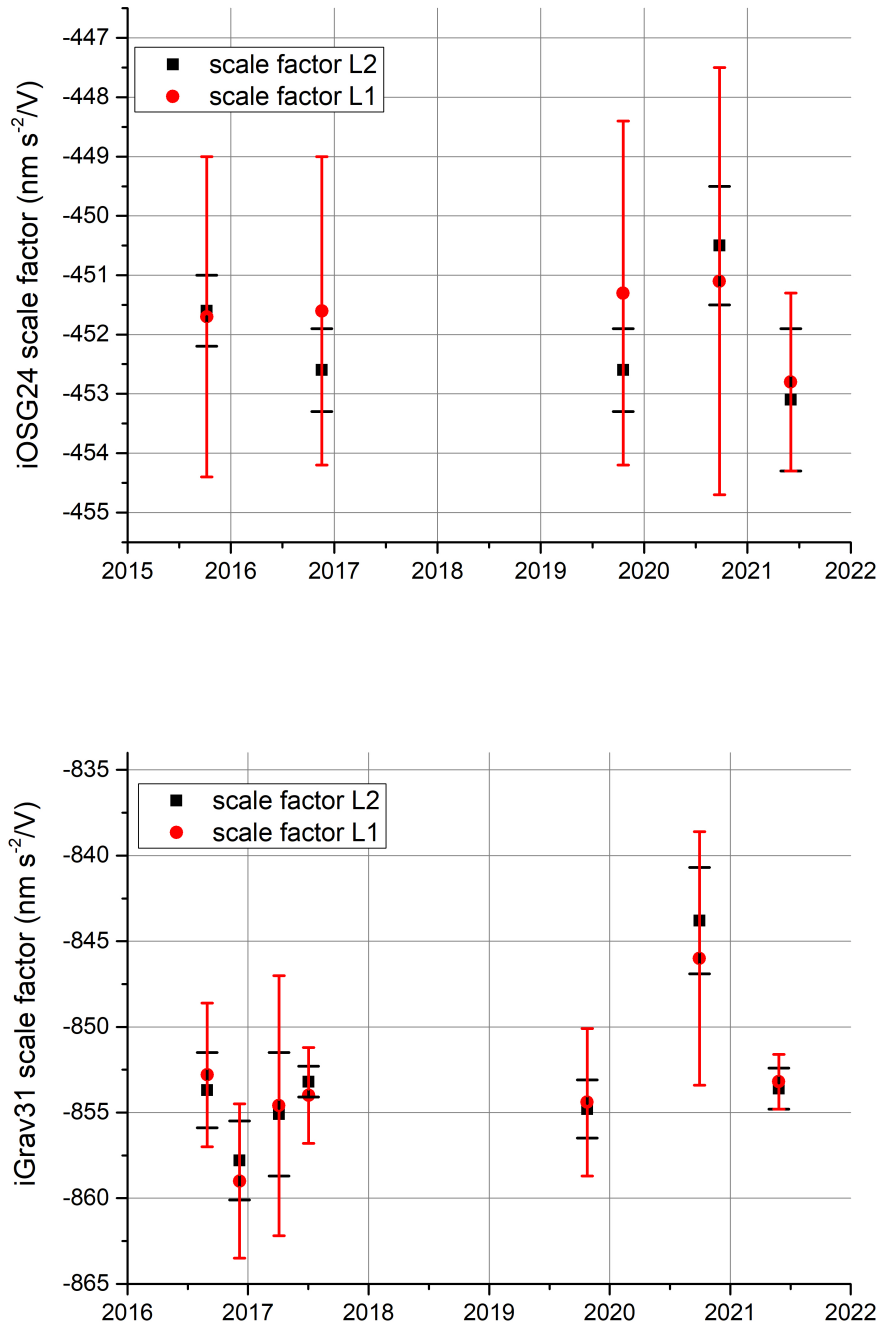 -447
-448
-449
-450
-451
-452
-453
-454
-455
iOSG24 scale factor (nm s⁻²/V)
scale factor L2
scale factor L1
2015 2016 2017 2018 2019 2020 2021 2022
-835
-840
-845
-850
-855
-860
-865
iGrav31 scale factor (nm s⁻²/V)
scale factor L2
scale factor L1
2016 2017 2018 2019 2020 2021 2022